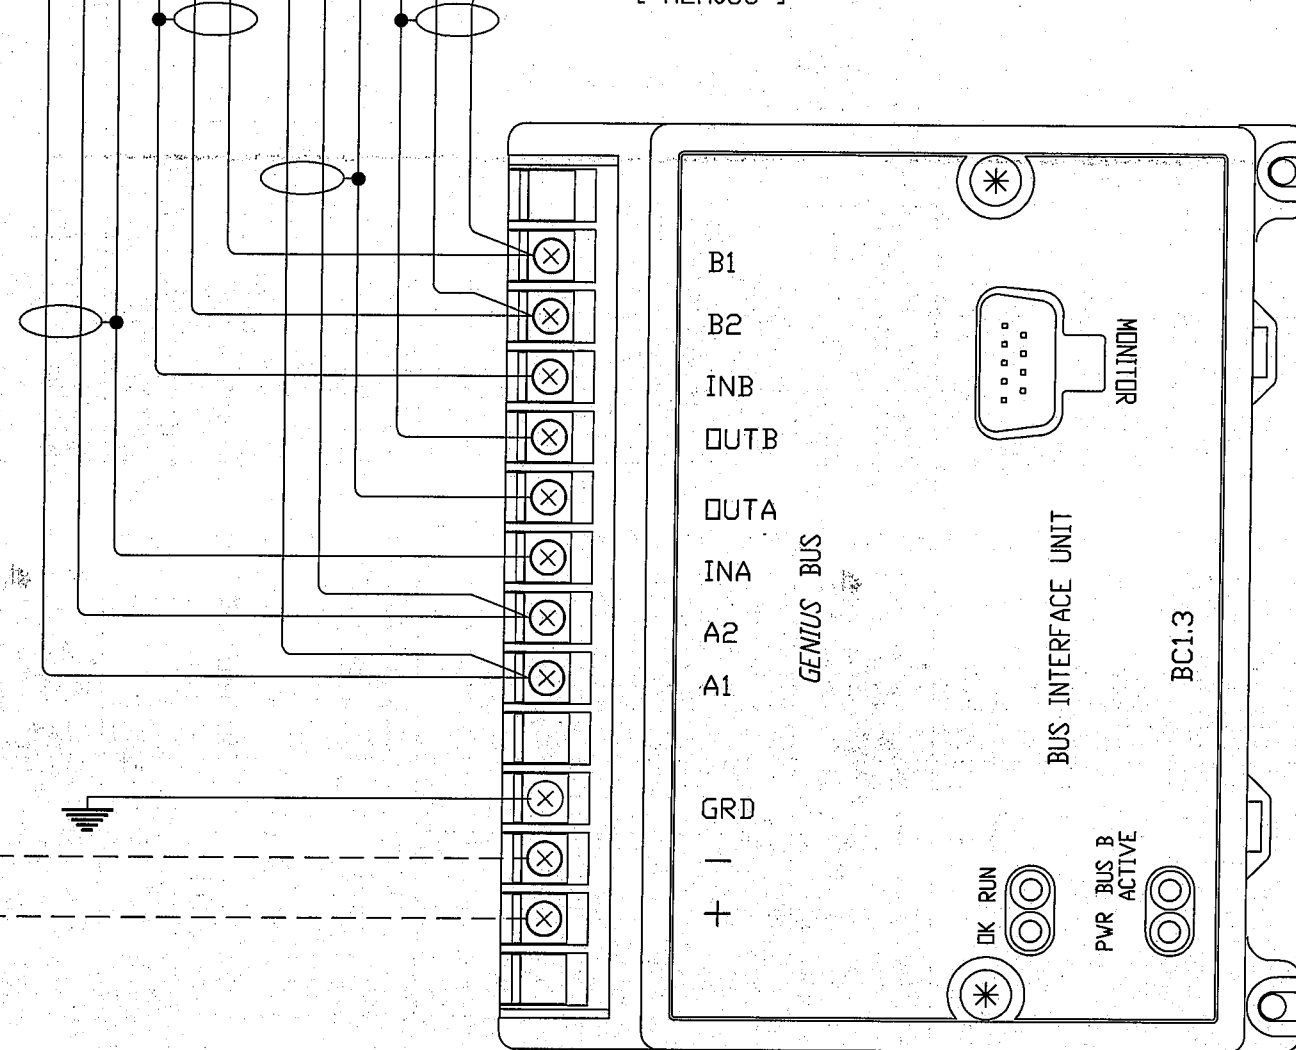 B1
B2
INB
OUTB
OUTA
INA
A2
A1
GRD
–
+
GENIUS BUS
MONITOR
BUS INTERFACE UNIT
BC1.3
OK RUN
PWR BUS B
ACTIVE